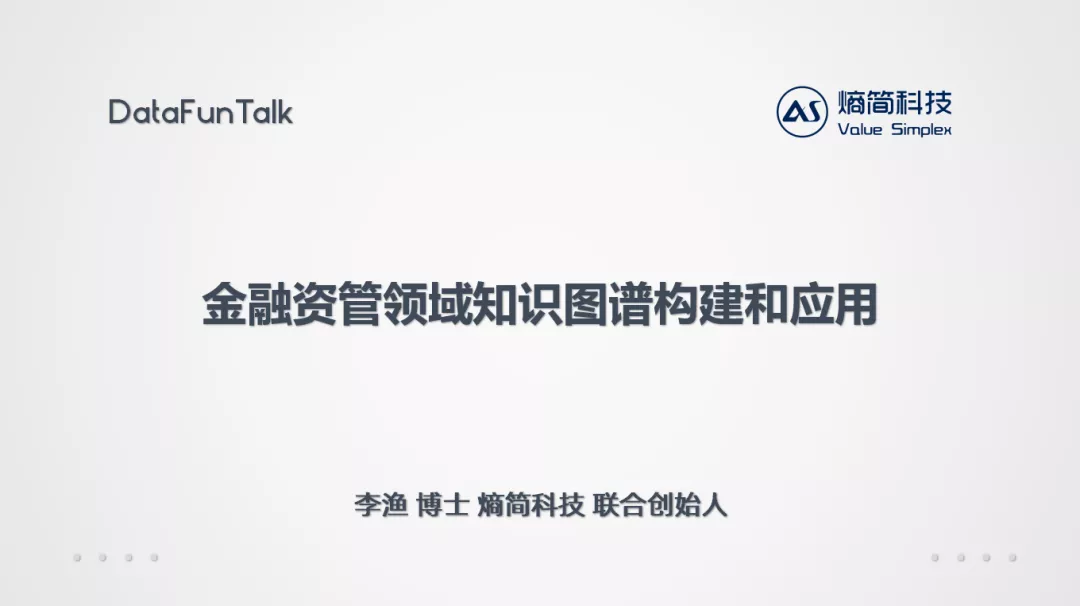 DataFunTalk
熵简科技
Value Simplex
金融资管领域知识图谱构建和应用
李渔 博士 熵简科技 联合创始人